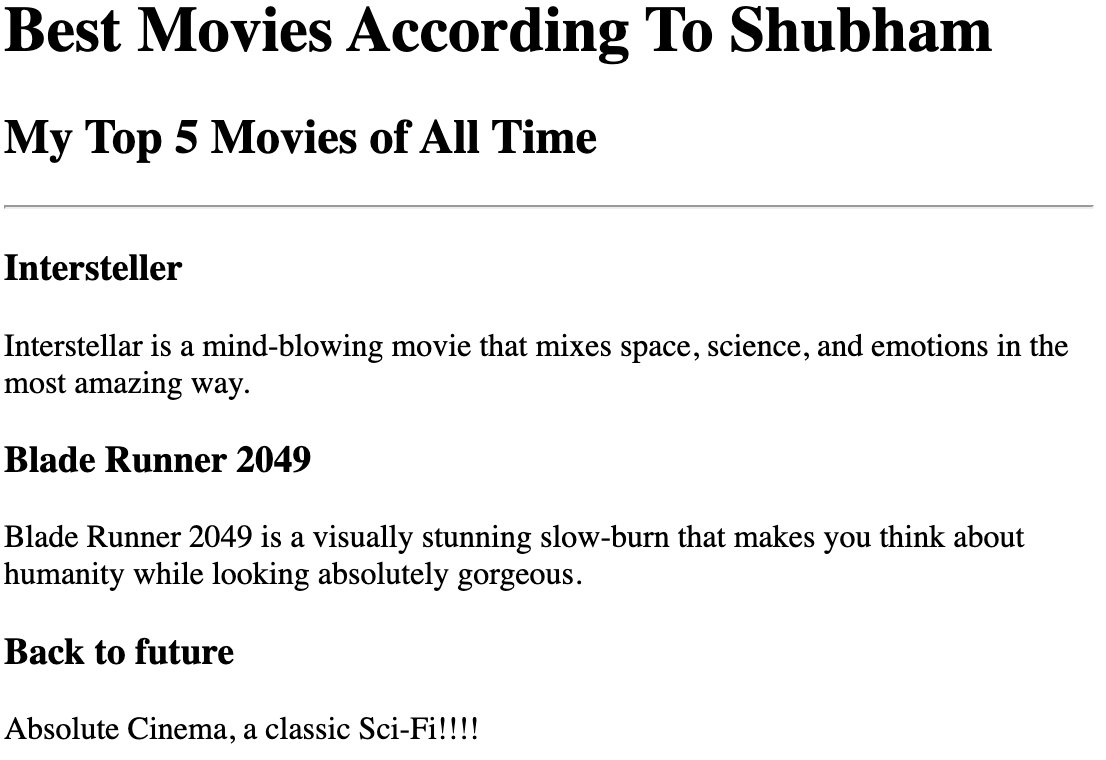 Best Movies According To Shubham
My Top 5 Movies of All Time
Intersteller
Interstellar is a mind-blowing movie that mixes space, science, and emotions in the
most amazing way.
Blade Runner 2049
Blade Runner 2049 is a visually stunning slow-burn that makes you think about
humanity while looking absolutely gorgeous.
Back to future
Absolute Cinema, a classic Sci-Fi!!!!